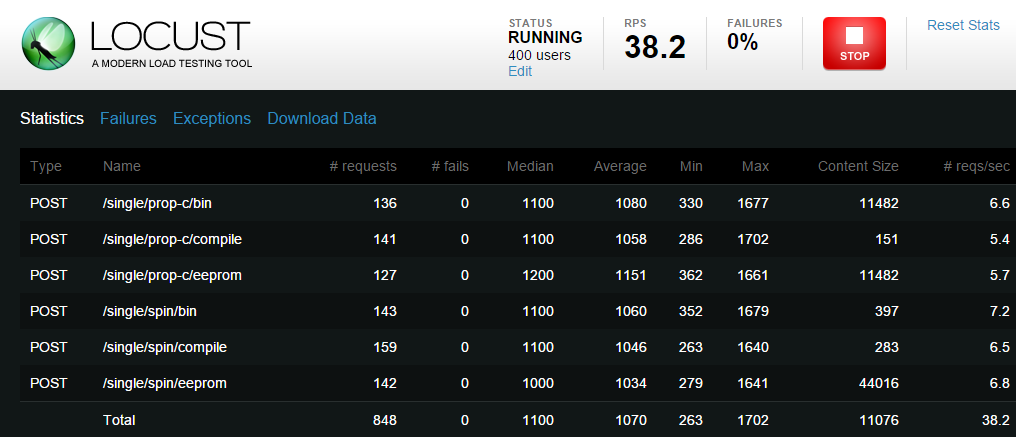 LOCUST
A MODERN LOAD TESTING TOOL
STATUS
RUNNING
400 users
Edit
RPS
38.2
FAILURES
0%
STOP
Reset Stats
Statistics Failures Exceptions Download Data
Type Name # requests # fails Median Average Min Max Content Size # reqs/sec
POST /single/prop-c/bin 136 0 1100 1080 330 1677 11482 6.6
POST /single/prop-c/compile 141 0 1100 1058 286 1702 151 5.4
POST /single/prop-c/eeprom 127 0 1200 1151 362 1661 11482 5.7
POST /single/spin/bin 143 0 1100 1060 352 1679 397 7.2
POST /single/spin/compile 159 0 1100 1046 263 1640 283 6.5
POST /single/spin/eeprom 142 0 1000 1034 279 1641 44016 6.8
Total 848 0 1100 1070 263 1702 11076 38.2